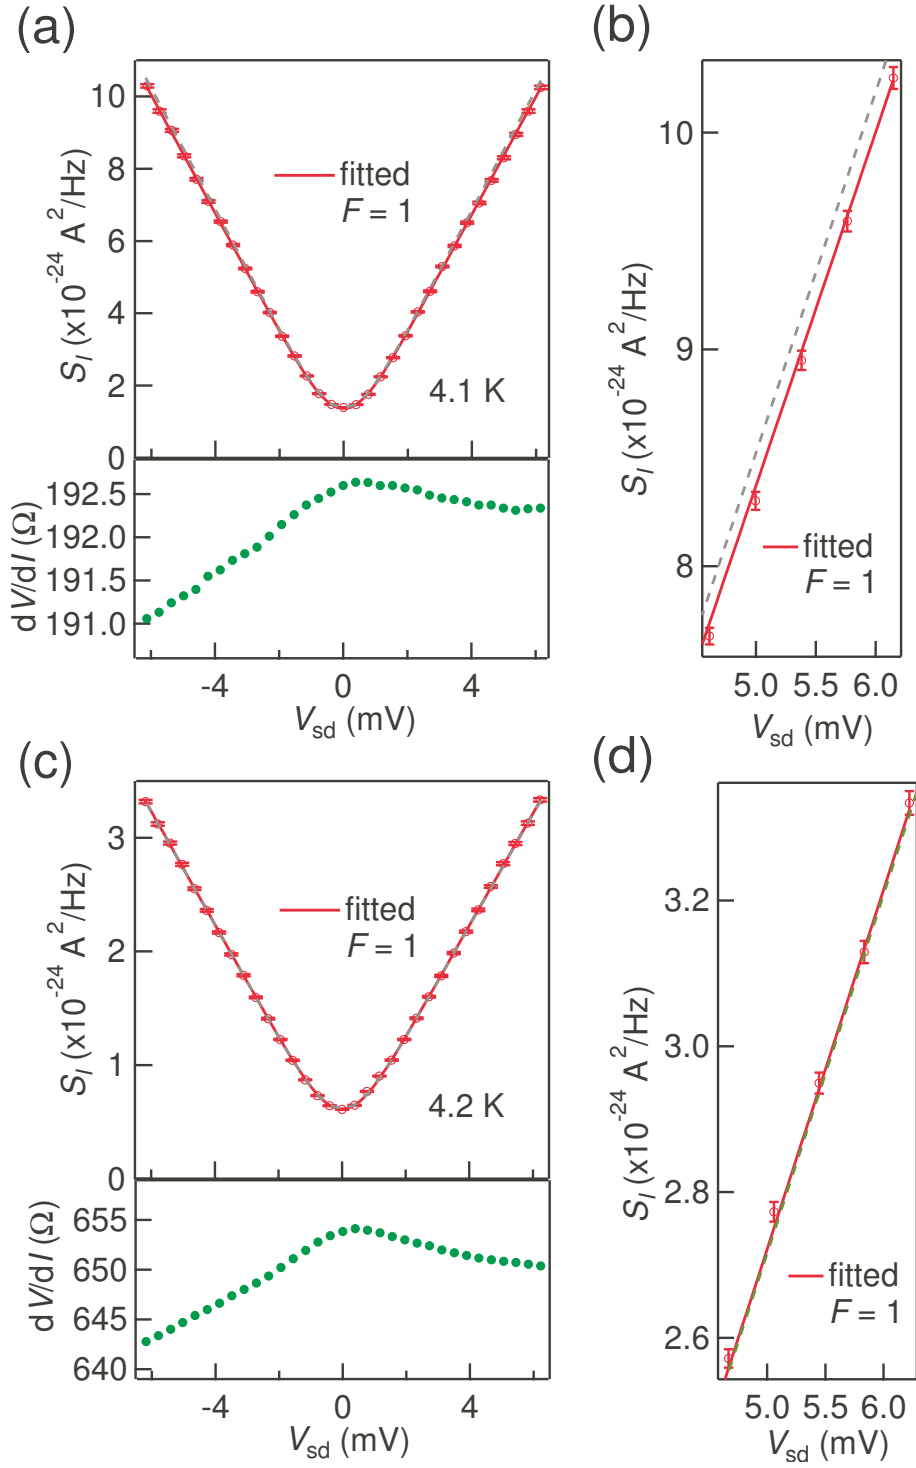 (a)
10
8
6
4
2
0
S_I (x10^-24 A^2/Hz)
fitted
F = 1
4.1 K
192.5
192.0
191.5
191.0
dV/dI (Ω)
-4 0 4
V_sd (mV)
(b)
10
9
8
S_I (x10^-24 A^2/Hz)
fitted
F = 1
5.0 5.5 6.0
V_sd (mV)
(c)
3
2
1
0
S_I (x10^-24 A^2/Hz)
fitted
F = 1
4.2 K
655
650
645
640
dV/dI (Ω)
-4 0 4
V_sd (mV)
(d)
3.2
3.0
2.8
2.6
S_I (x10^-24 A^2/Hz)
fitted
F = 1
5.0 5.5 6.0
V_sd (mV)